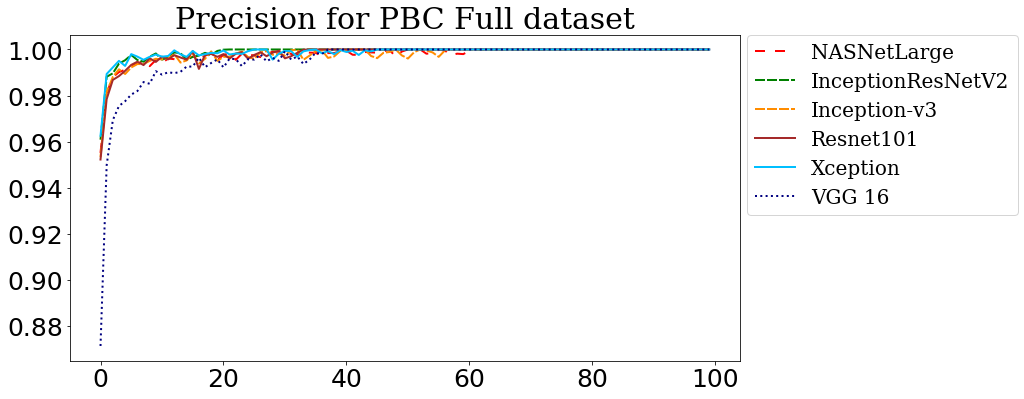 Precision for PBC Full dataset
1.00
0.98
0.96
0.94
0.92
0.90
0.88
0 20 40 60 80 100
NASNetLarge
InceptionResNetV2
Inception-v3
Resnet101
Xception
VGG 16